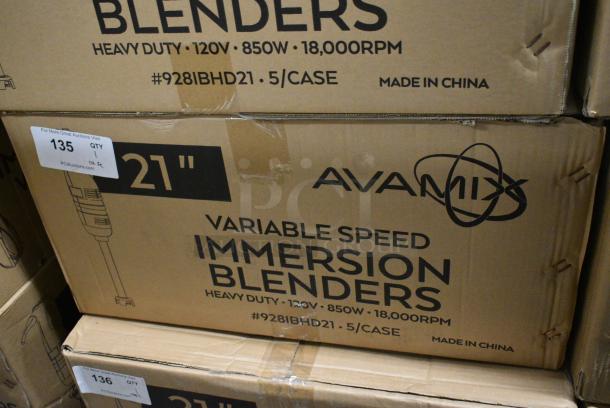 BLENDERS
HEAVY DUTY · 120V · 850W · 18,000RPM
#928IBHD21 · 5/CASE
MADE IN CHINA
135
QTY
1
21"
AVAMIX
VARIABLE SPEED
IMMERSION
BLENDERS
HEAVY DUTY · 120V · 850W · 18,000RPM
#928IBHD21 · 5/CASE
MADE IN CHINA
136
QTY
21"
PCI